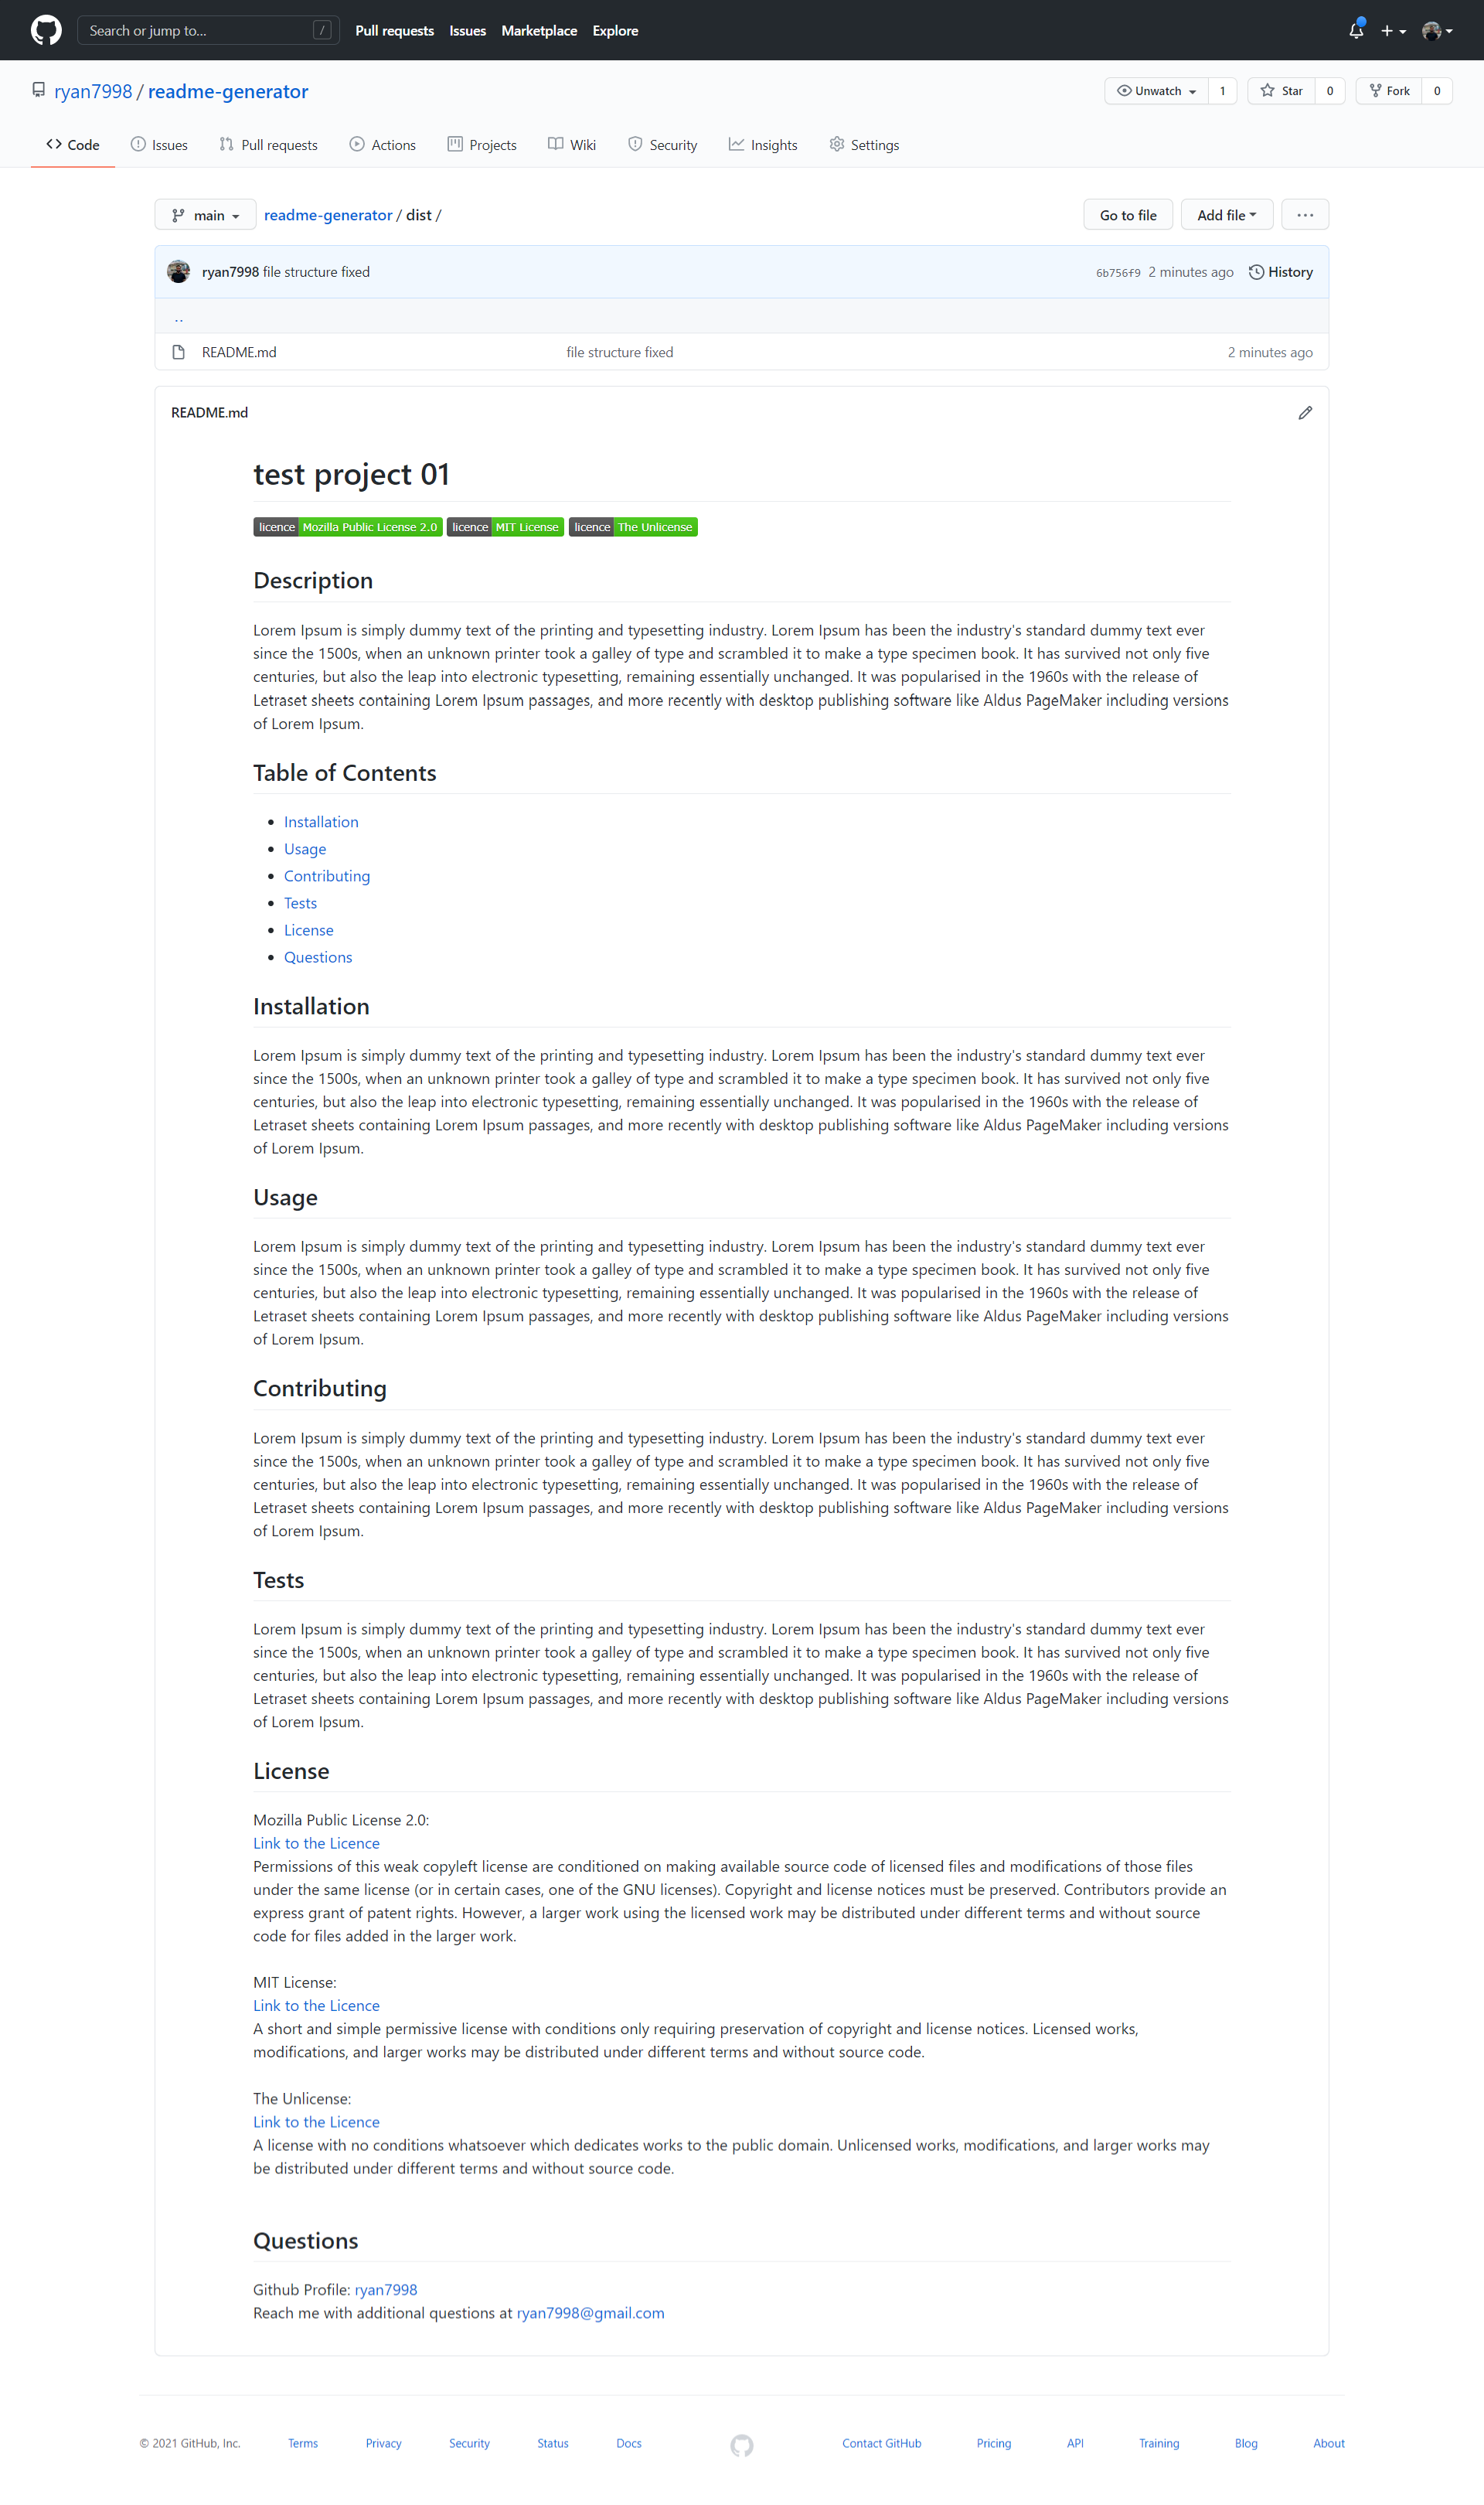 Search or jump to... /
Pull requests Issues Marketplace Explore
ryan7998 / readme-generator
Unwatch 1 Star 0 Fork 0
Code Issues Pull requests Actions Projects Wiki Security Insights Settings
main readme-generator / dist / Go to file Add file ...
ryan7998 file structure fixed 6b756f9 2 minutes ago History
..
README.md file structure fixed 2 minutes ago
README.md
test project 01
licence Mozilla Public License 2.0 licence MIT License licence The Unlicense
Description
Lorem Ipsum is simply dummy text of the printing and typesetting industry. Lorem Ipsum has been the industry's standard dummy text ever
since the 1500s, when an unknown printer took a galley of type and scrambled it to make a type specimen book. It has survived not only five
centuries, but also the leap into electronic typesetting, remaining essentially unchanged. It was popularised in the 1960s with the release of
Letraset sheets containing Lorem Ipsum passages, and more recently with desktop publishing software like Aldus PageMaker including versions
of Lorem Ipsum.
Table of Contents
• Installation
• Usage
• Contributing
• Tests
• License
• Questions
Installation
Lorem Ipsum is simply dummy text of the printing and typesetting industry. Lorem Ipsum has been the industry's standard dummy text ever
since the 1500s, when an unknown printer took a galley of type and scrambled it to make a type specimen book. It has survived not only five
centuries, but also the leap into electronic typesetting, remaining essentially unchanged. It was popularised in the 1960s with the release of
Letraset sheets containing Lorem Ipsum passages, and more recently with desktop publishing software like Aldus PageMaker including versions
of Lorem Ipsum.
Usage
Lorem Ipsum is simply dummy text of the printing and typesetting industry. Lorem Ipsum has been the industry's standard dummy text ever
since the 1500s, when an unknown printer took a galley of type and scrambled it to make a type specimen book. It has survived not only five
centuries, but also the leap into electronic typesetting, remaining essentially unchanged. It was popularised in the 1960s with the release of
Letraset sheets containing Lorem Ipsum passages, and more recently with desktop publishing software like Aldus PageMaker including versions
of Lorem Ipsum.
Contributing
Lorem Ipsum is simply dummy text of the printing and typesetting industry. Lorem Ipsum has been the industry's standard dummy text ever
since the 1500s, when an unknown printer took a galley of type and scrambled it to make a type specimen book. It has survived not only five
centuries, but also the leap into electronic typesetting, remaining essentially unchanged. It was popularised in the 1960s with the release of
Letraset sheets containing Lorem Ipsum passages, and more recently with desktop publishing software like Aldus PageMaker including versions
of Lorem Ipsum.
Tests
Lorem Ipsum is simply dummy text of the printing and typesetting industry. Lorem Ipsum has been the industry's standard dummy text ever
since the 1500s, when an unknown printer took a galley of type and scrambled it to make a type specimen book. It has survived not only five
centuries, but also the leap into electronic typesetting, remaining essentially unchanged. It was popularised in the 1960s with the release of
Letraset sheets containing Lorem Ipsum passages, and more recently with desktop publishing software like Aldus PageMaker including versions
of Lorem Ipsum.
License
Mozilla Public License 2.0:
Link to the Licence
Permissions of this weak copyleft license are conditioned on making available source code of licensed files and modifications of those files
under the same license (or in certain cases, one of the GNU licenses). Copyright and license notices must be preserved. Contributors provide an
express grant of patent rights. However, a larger work using the licensed work may be distributed under different terms and without source
code for files added in the larger work.
MIT License:
Link to the Licence
A short and simple permissive license with conditions only requiring preservation of copyright and license notices. Licensed works,
modifications, and larger works may be distributed under different terms and without source code.
The Unlicense:
Link to the Licence
A license with no conditions whatsoever which dedicates works to the public domain. Unlicensed works, modifications, and larger works may
be distributed under different terms and without source code.
Questions
Github Profile: ryan7998
Reach me with additional questions at ryan7998@gmail.com
© 2021 GitHub, Inc. Terms Privacy Security Status Docs Contact GitHub Pricing API Training Blog About